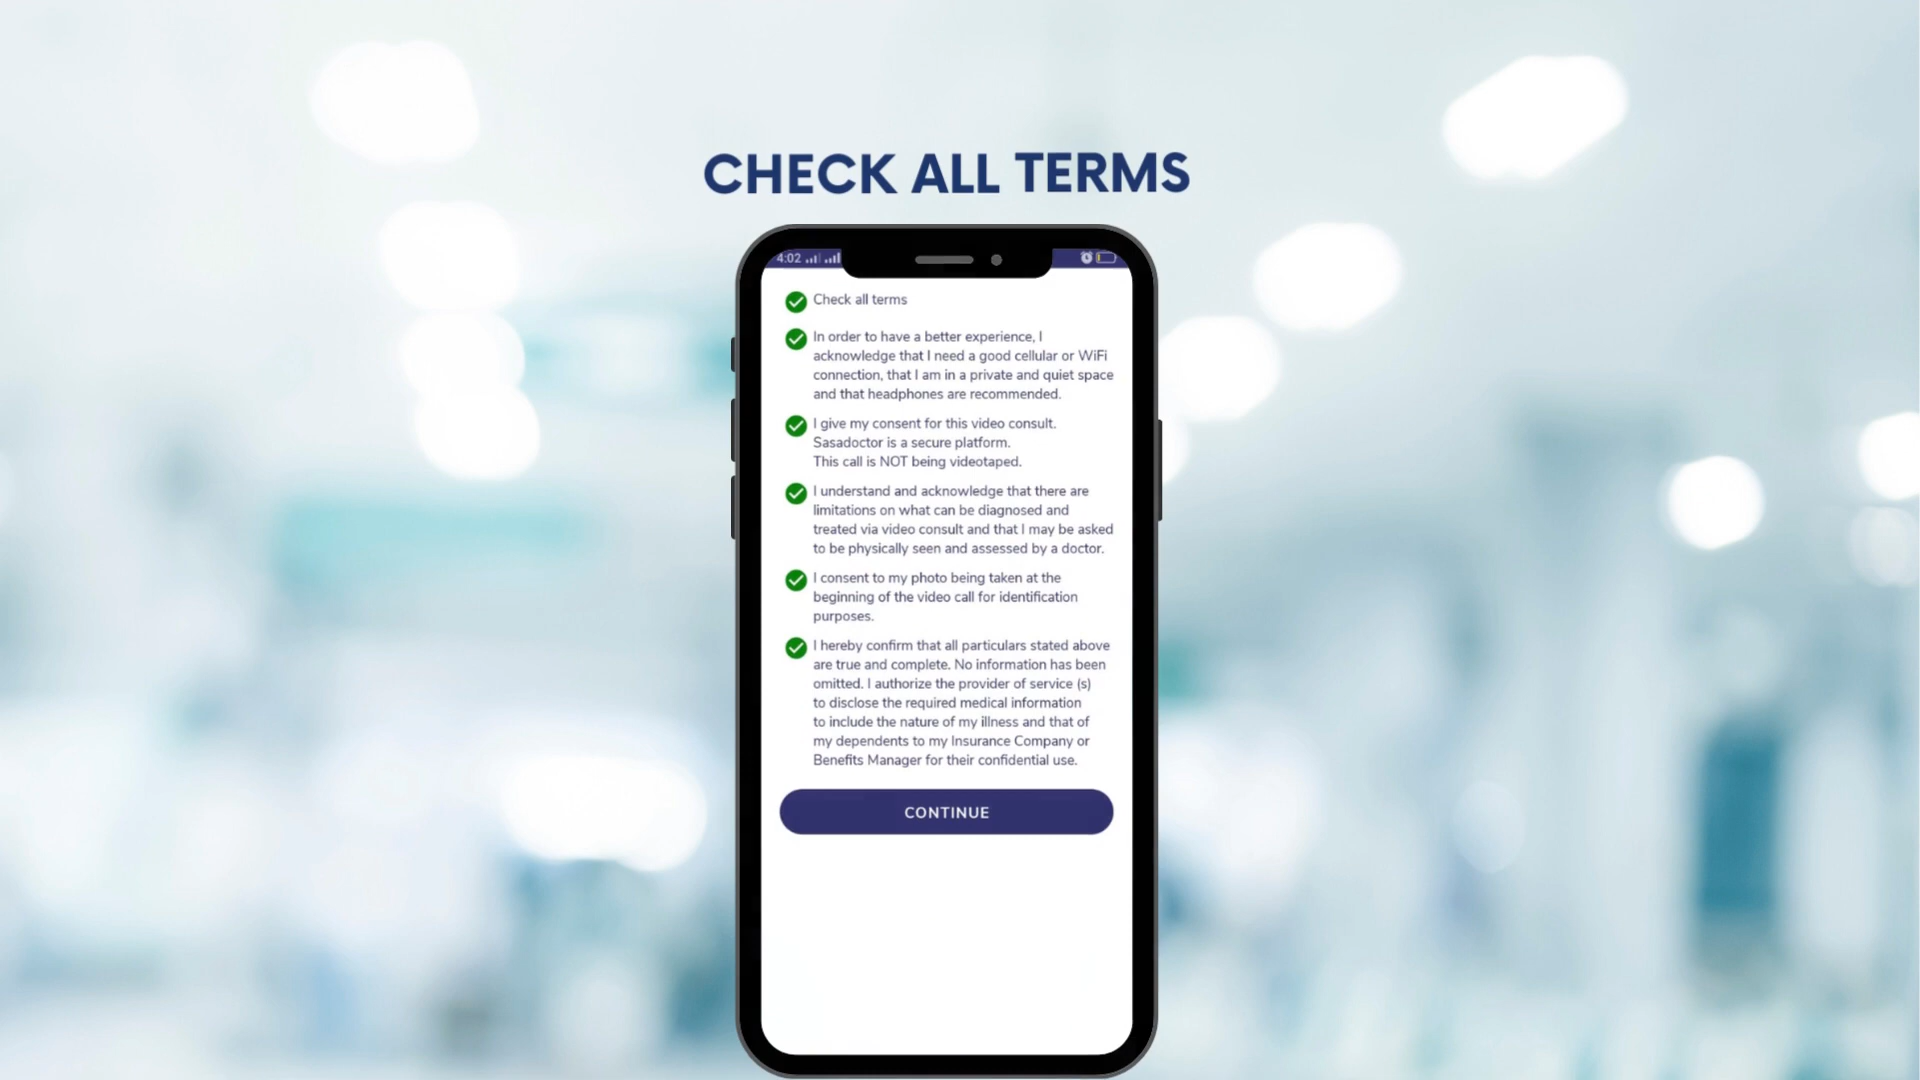 CHECK ALL TERMS
4:02
Check all terms
In order to have a better experience, I
acknowledge that I need a good cellular or WiFi
connection, that I am in a private and quiet space
and that headphones are recommended.
I give my consent for this video consult.
Sasadoctor is a secure platform.
This call is NOT being videotaped.
I understand and acknowledge that there are
limitations on what can be diagnosed and
treated via video consult and that I may be asked
to be physically seen and assessed by a doctor.
I consent to my photo being taken at the
beginning of the video call for identification
purposes.
I hereby confirm that all particulars stated above
are true and complete. No information has been
omitted. I authorize the provider of service (s)
to disclose the required medical information
to include the nature of my illness and that of
my dependents to my Insurance Company or
Benefits Manager for their confidential use.
CONTINUE